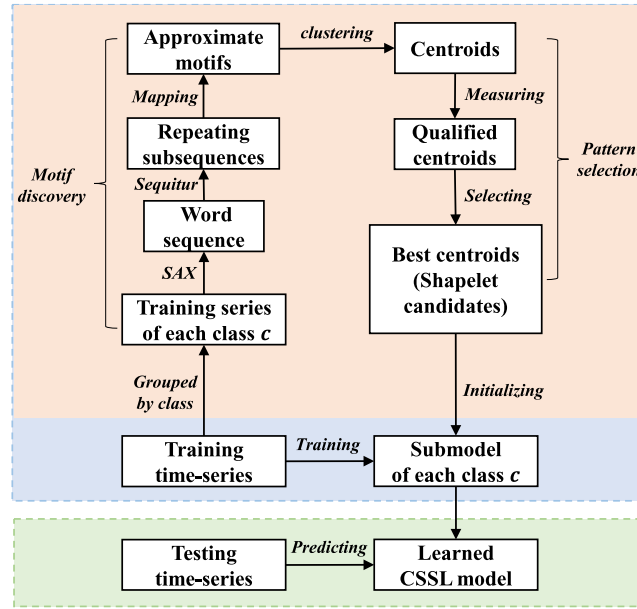 Approximate
motifs
clustering
Centroids
Mapping
Measuring
Repeating
subsequences
Qualified
centroids
Motif
discovery
Pattern
selection
Sequitur
Selecting
Word
sequence
Best centroids
(Shapelet
candidates)
SAX
Training series
of each class c
Grouped
by class
Initializing
Training
time-series
Training
Submodel
of each class c
Testing
time-series
Predicting
Learned
CSSL model